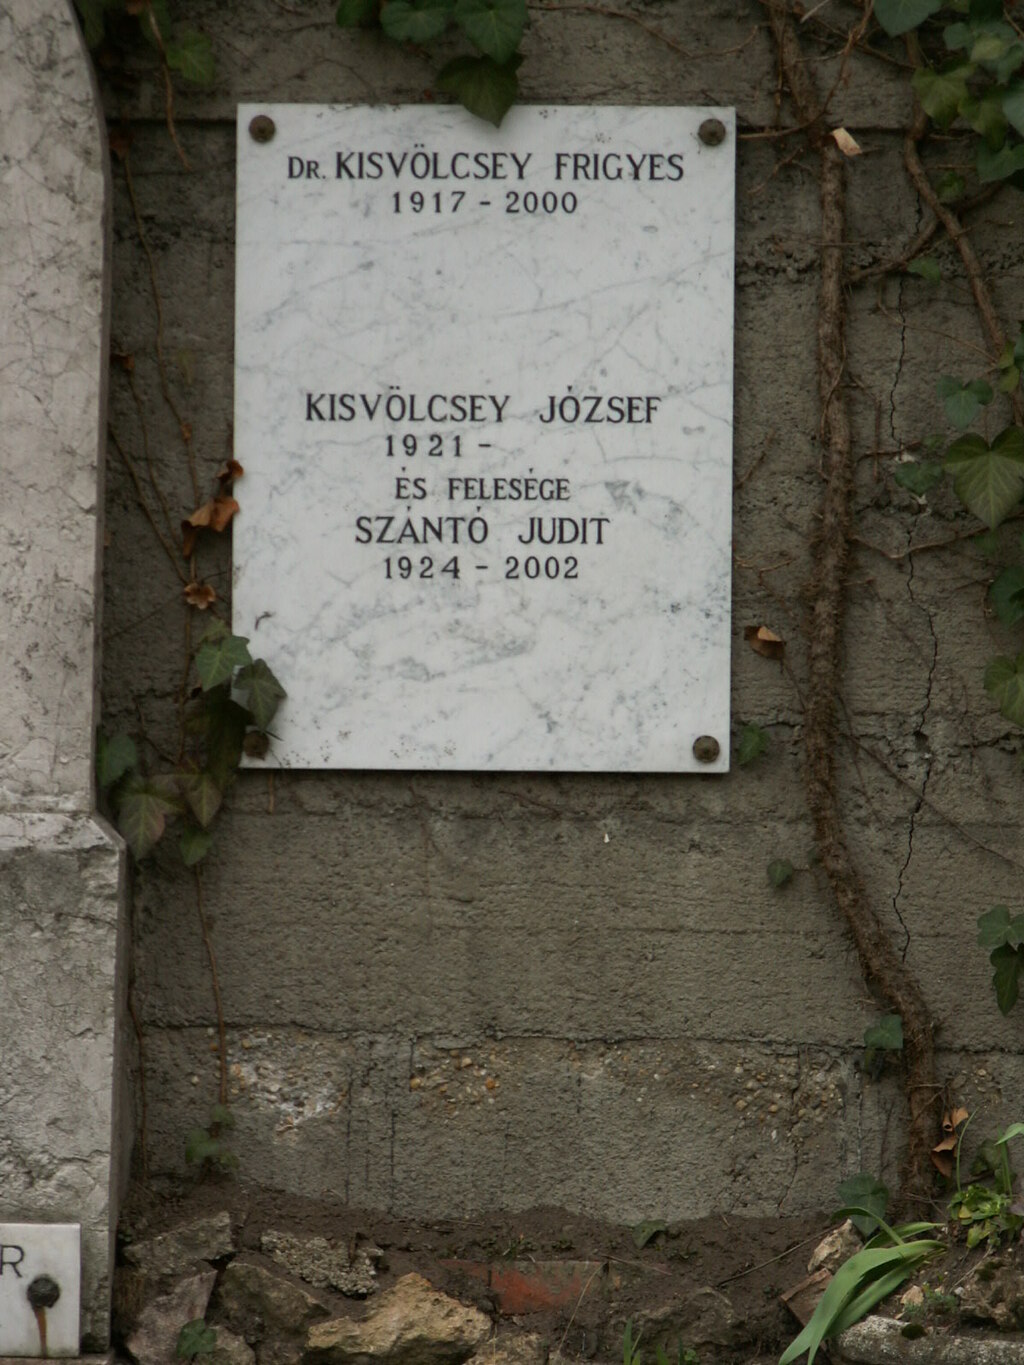 DR. KISVÖLCSEY FRIGYES
1917 - 2000
KISVÖLCSEY JÓZSEF
1921 -
ÉS FELESÉGE
SZÁNTÓ JUDIT
1924 - 2002
R